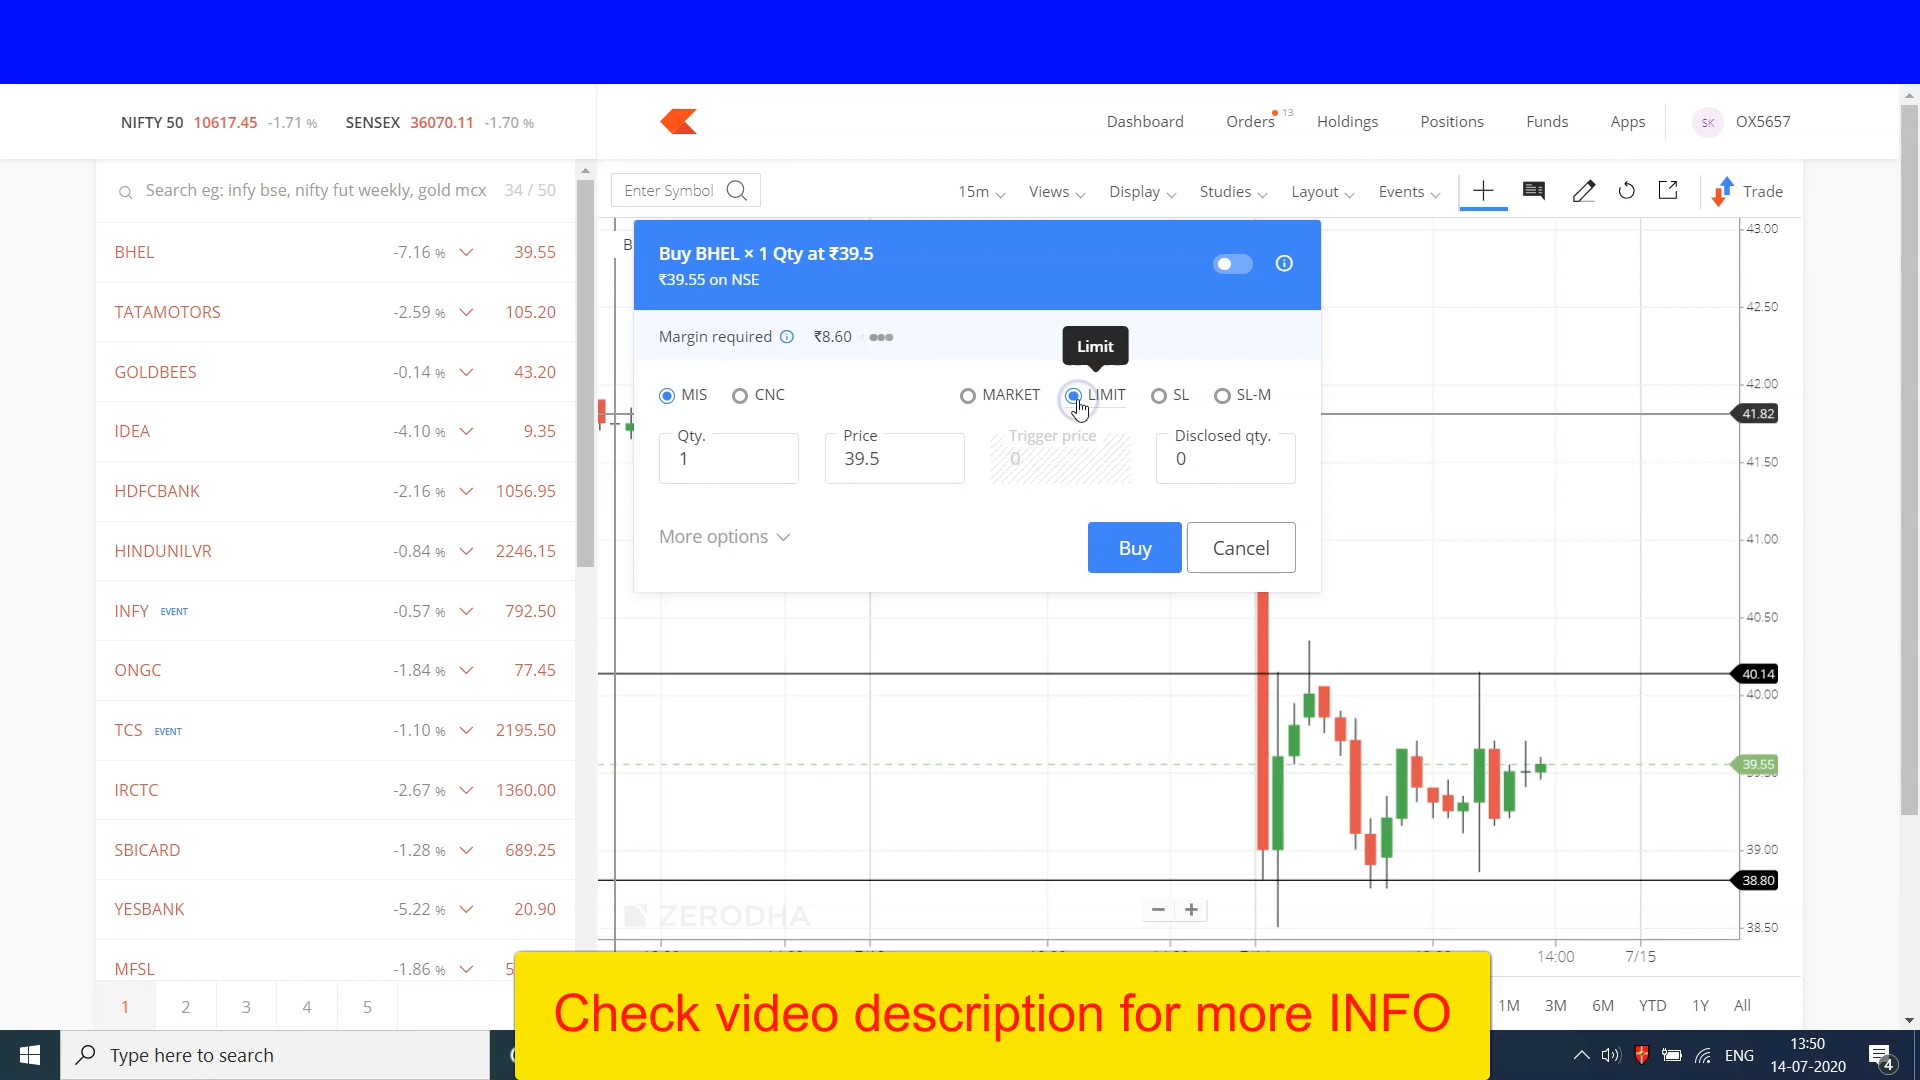 NIFTY 50 10617.45 -1.71 % SENSEX 36070.11 -1.70 %
Dashboard Orders 13 Holdings Positions Funds Apps SK OX5657
Search eg: infy bse, nifty fut weekly, gold mcx 34 / 50
Enter Symbol 15m Views Display Studies Layout Events Trade
BHEL -7.16 % 39.55
TATAMOTORS -2.59 % 105.20
GOLDBEES -0.14 % 43.20
IDEA -4.10 % 9.35
HDFCBANK -2.16 % 1056.95
HINDUNILVR -0.84 % 2246.15
INFY EVENT -0.57 % 792.50
ONGC -1.84 % 77.45
TCS EVENT -1.10 % 2195.50
IRCTC -2.67 % 1360.00
SBICARD -1.28 % 689.25
YESBANK -5.22 % 20.90
MFSL -1.86 %
1 2 3 4 5
Buy BHEL × 1 Qty at ₹39.5
₹39.55 on NSE
Margin required ₹8.60
Limit
MIS CNC MARKET LIMIT SL SL-M
Qty. Price Trigger price Disclosed qty.
1 39.5 0 0
More options Buy Cancel
43.00
42.50
42.00
41.82
41.50
41.00
40.50
40.14
40.00
39.55
39.00
38.80
38.50
ZERODHA
14:00 7/15
1M 3M 6M YTD 1Y All
Check video description for more INFO
Type here to search
ENG
13:50
14-07-2020
4